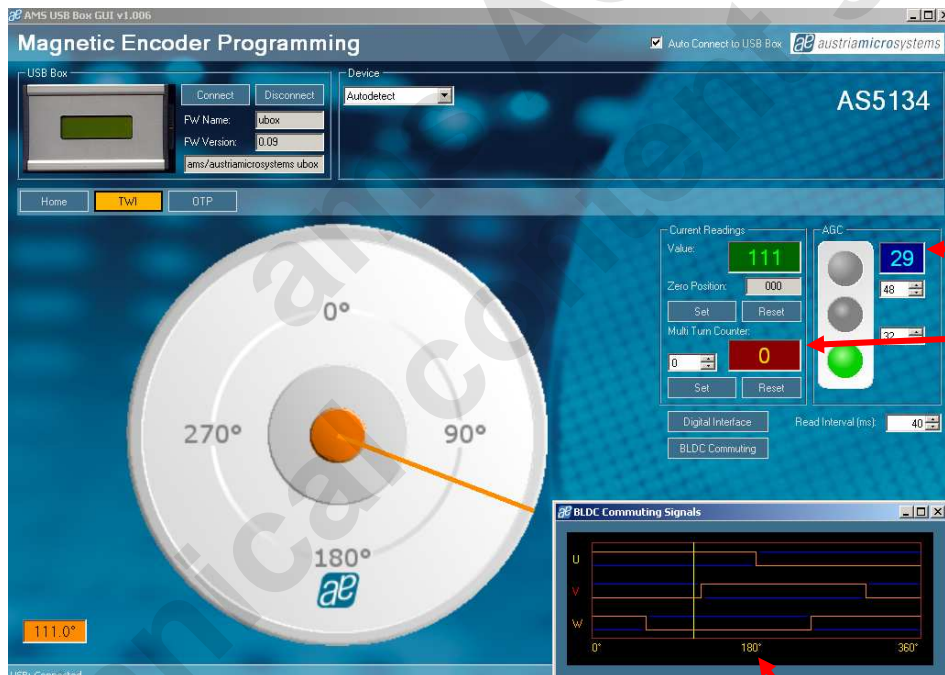 AMS USB Box GUI v1.006
Magnetic Encoder Programming
Auto Connect to USB Box
austriamicrosystems
USB Box
Device
Connect
Disconnect
Autodetect
AS5134
FW Name:
ubox
FW Version:
0.09
ams/austriamicrosystems ubox
Home
TWI
OTP
Current Readings
AGC
Value:
111
29
Zero Position:
000
48
Set
Reset
Multi Turn Counter:
32
0
0
Set
Reset
Digital Interface
Read Interval (ms):
40
BLDC Commuting
0°
270°
90°
180°
111.0°
BLDC Commuting Signals
U
V
W
0°
180°
360°
USB: Connected